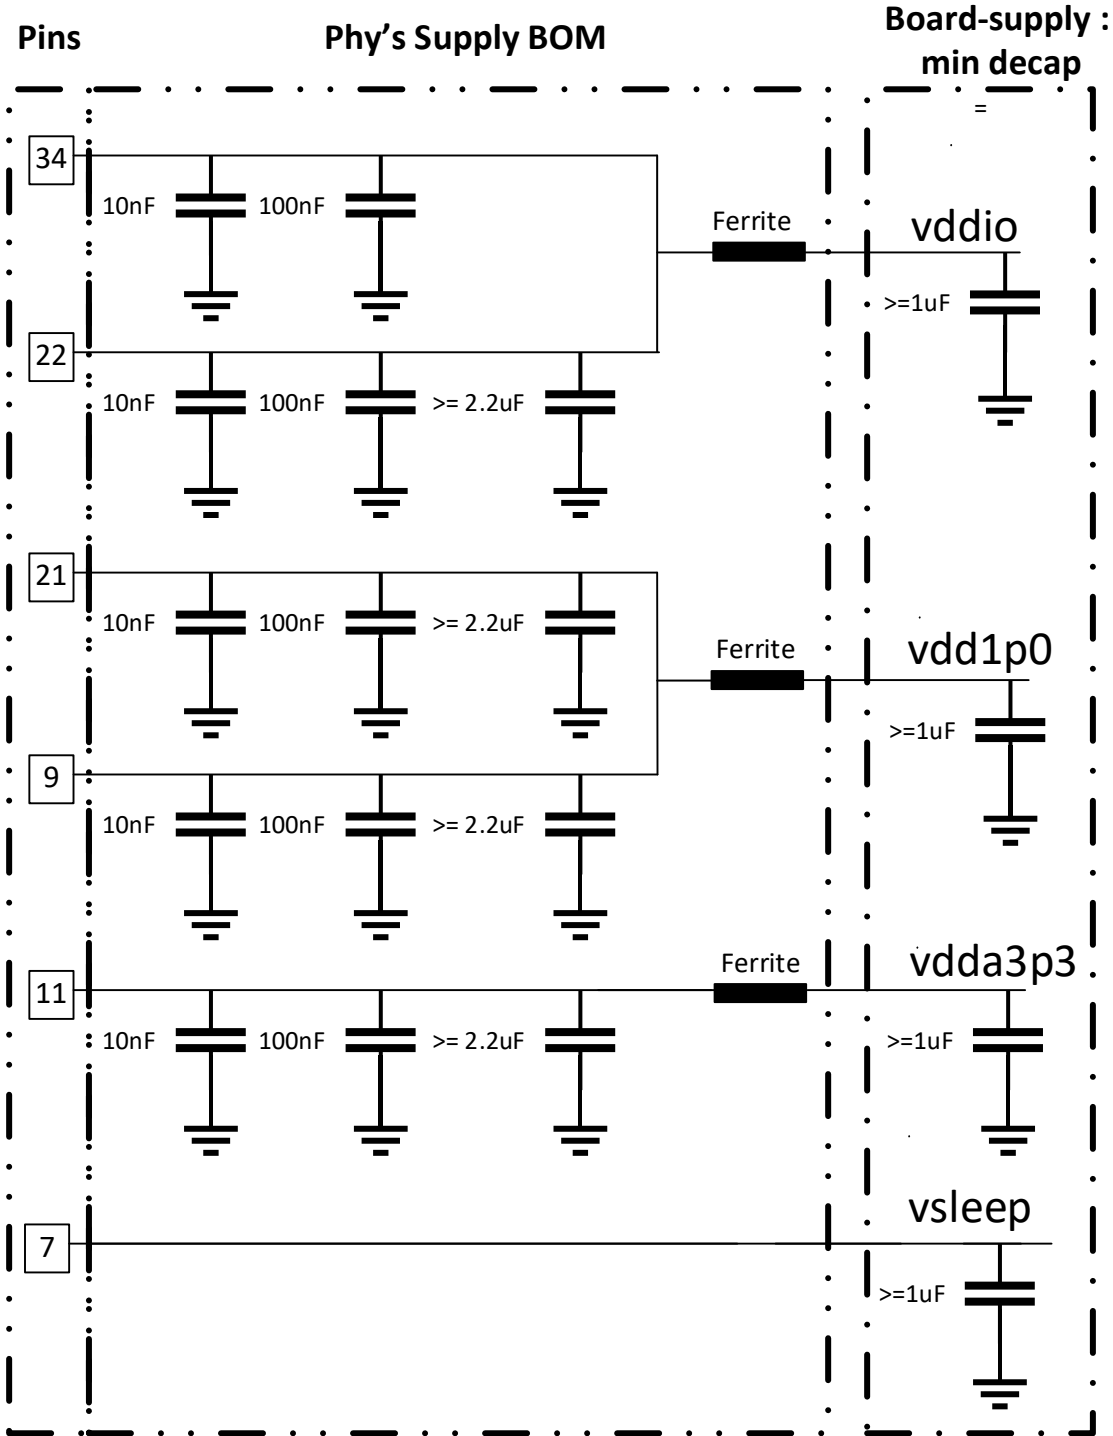 Pins
Phy's Supply BOM
Board-supply :
min decap
=
34
10nF
100nF
Ferrite
vddio
>=1uF
22
10nF
100nF
>= 2.2uF
21
10nF
100nF
>= 2.2uF
Ferrite
vdd1p0
>=1uF
9
10nF
100nF
>= 2.2uF
11
Ferrite
vdda3p3
10nF
100nF
>= 2.2uF
>=1uF
7
vsleep
>=1uF